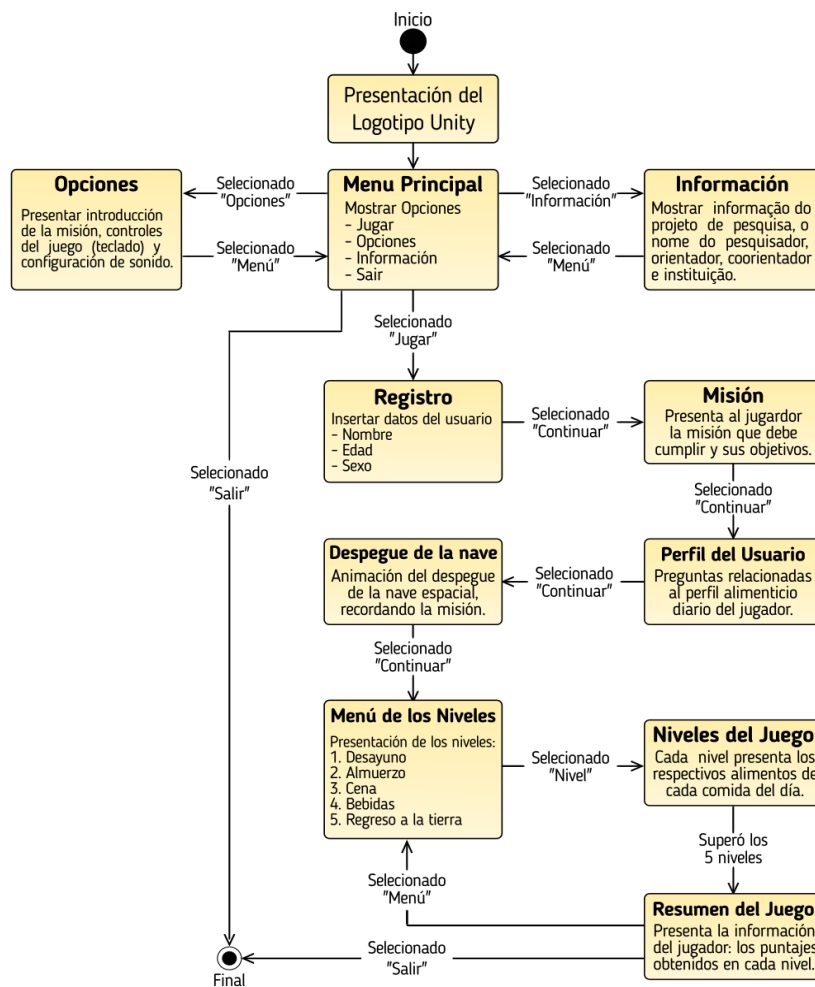 Inicio
Presentación del
Logotipo Unity
Opciones
Presentar introducción
de la misión, controles
del juego (teclado) y
configuración de sonido.
Selecionado
"Opciones"
Selecionado
"Menú"
Menu Principal
Mostrar Opciones
- Jugar
- Opciones
- Información
- Sair
Selecionado
"Información"
Selecionado
"Menú"
Información
Mostrar informação do
projeto de pesquisa, o
nome do pesquisador,
orientador, coorientador
e instituição.
Selecionado
"Jugar"
Registro
Insertar datos del usuario
- Nombre
- Edad
- Sexo
Selecionado
"Continuar"
Misión
Presenta al jugardor
la misión que debe
cumplir y sus objetivos.
Selecionado
"Salir"
Selecionado
"Continuar"
Despegue de la nave
Animación del despegue
de la nave espacial,
recordando la misión.
Selecionado
"Continuar"
Perfil del Usuario
Preguntas relacionadas
al perfil alimenticio
diario del jugador.
Selecionado
"Continuar"
Menú de los Niveles
Presentación de los niveles:
1. Desayuno
2. Almuerzo
3. Cena
4. Bebidas
5. Regreso a la tierra
Selecionado
"Nivel"
Niveles del Juego
Cada nivel presenta los
respectivos alimentos de
cada comida del día.
Superó los
5 niveles
Selecionado
"Menú"
Resumen del Juego
Presenta la información
del jugador: los puntajes
obtenidos en cada nivel.
Selecionado
"Salir"
Final